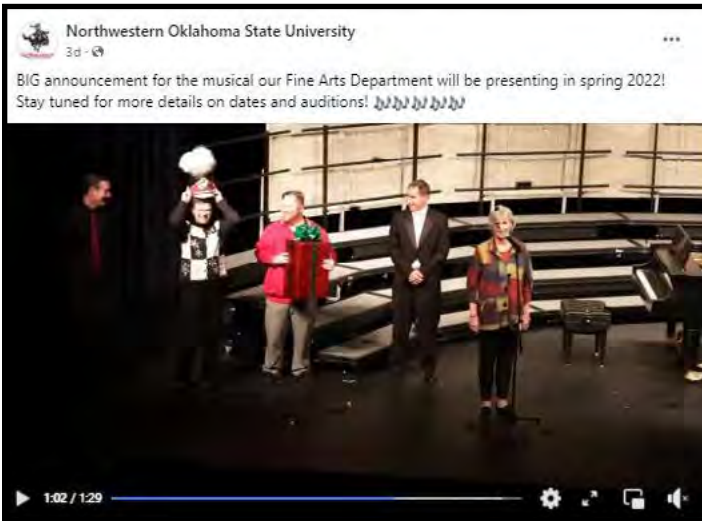 Northwestern Oklahoma State University
3d ·
BIG announcement for the musical our Fine Arts Department will be presenting in spring 2022!
Stay tuned for more details on dates and auditions! 🎶🎶🎶🎶🎶
1:02 / 1:29